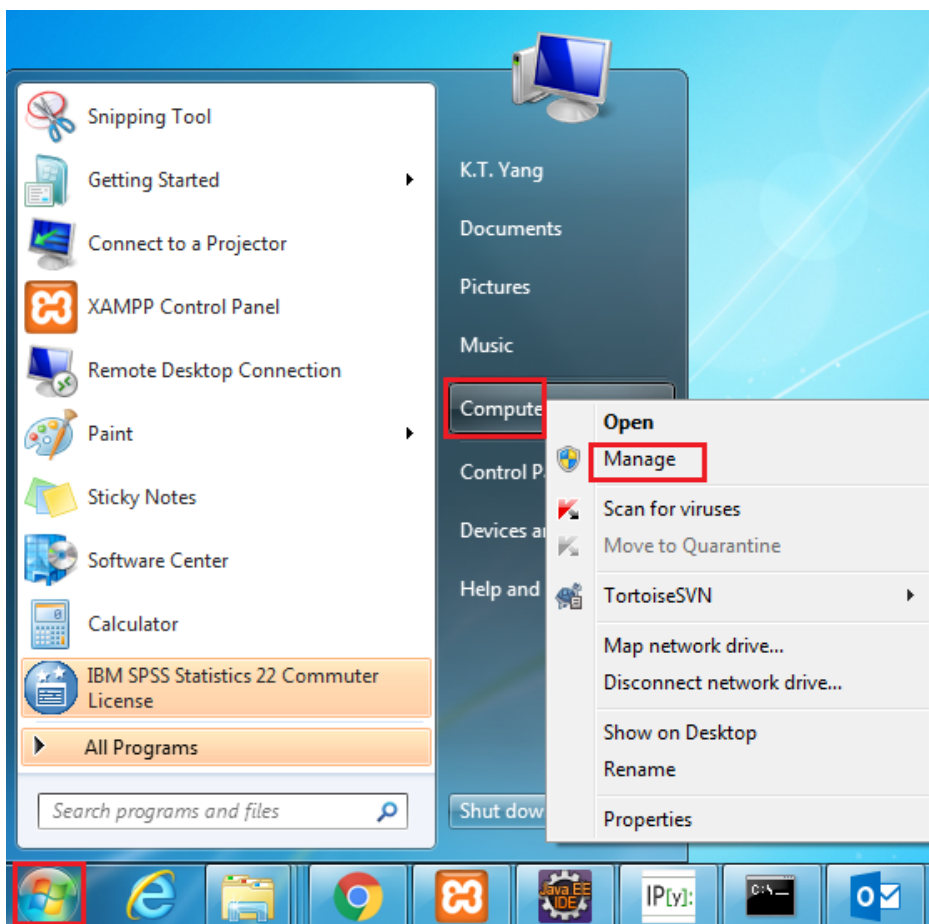 Snipping Tool
Getting Started
Connect to a Projector
XAMPP Control Panel
Remote Desktop Connection
Paint
Sticky Notes
Software Center
Calculator
IBM SPSS Statistics 22 Commuter
License
All Programs
Search programs and files
K.T. Yang
Documents
Pictures
Music
Compute
Control P
Devices a
Help and
Shut dow
Open
Manage
Scan for viruses
Move to Quarantine
TortoiseSVN
Map network drive...
Disconnect network drive...
Show on Desktop
Rename
Properties
Java EE
IDE
IP[y]:
C:\